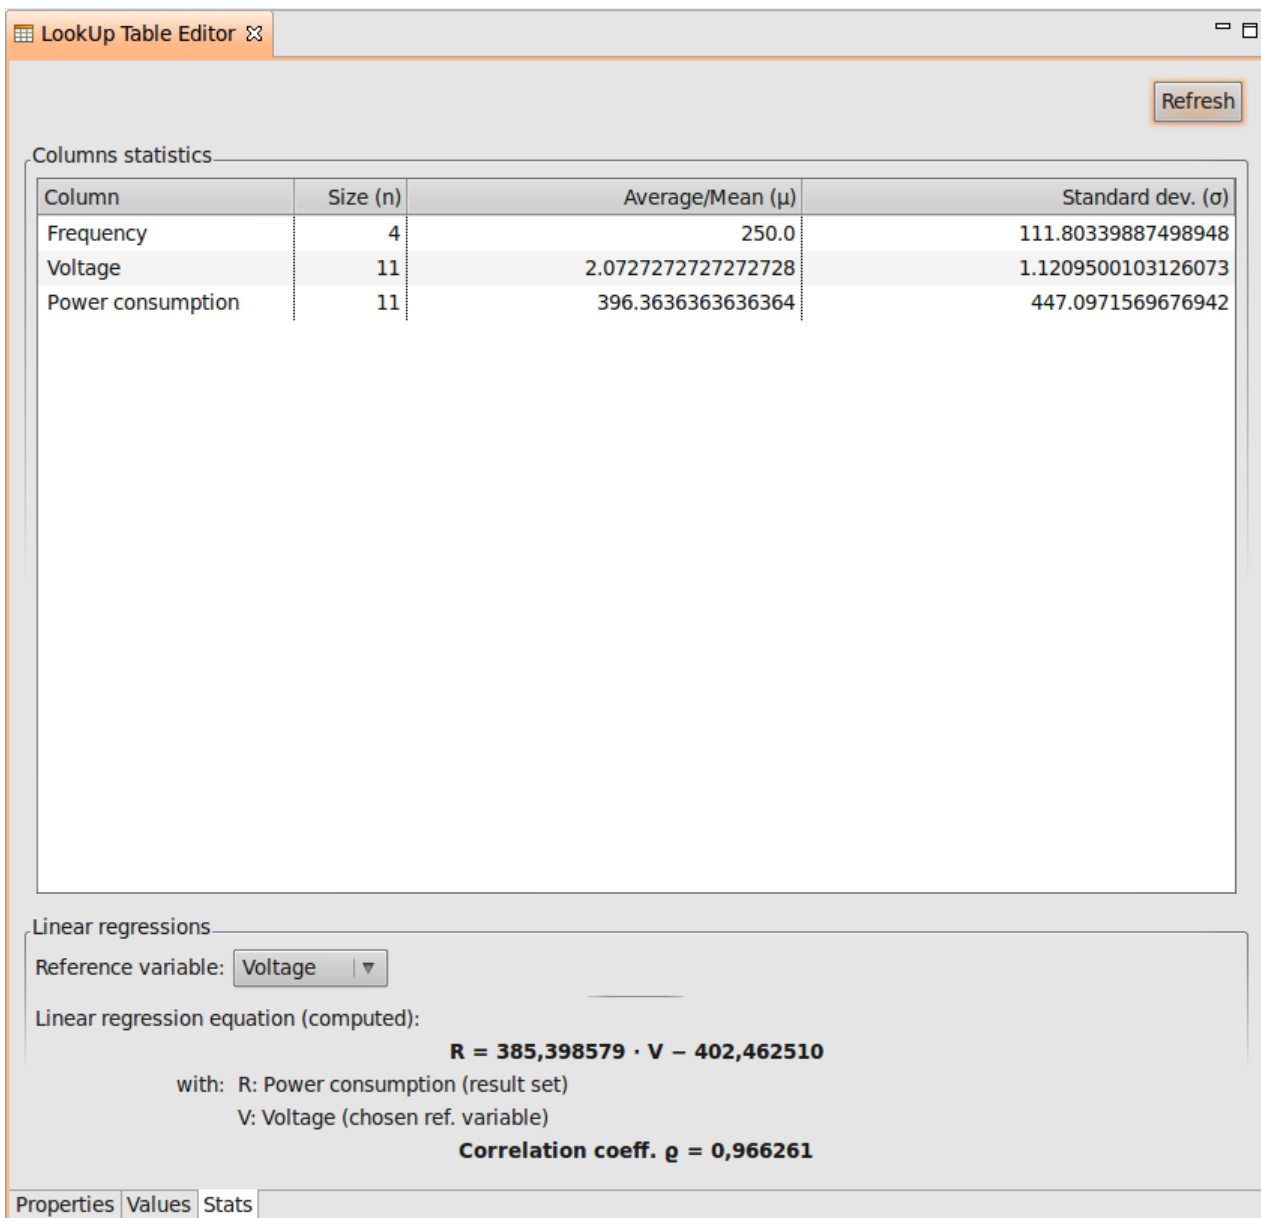 LookUp Table Editor
Refresh
Columns statistics
Column Size (n) Average/Mean (μ) Standard dev. (σ)
Frequency 4 250.0 111.80339887498948
Voltage 11 2.0727272727272728 1.1209500103126073
Power consumption 11 396.3636363636364 447.0971569676942
Linear regressions
Reference variable: Voltage
Linear regression equation (computed):
R = 385,398579 · V − 402,462510
with: R: Power consumption (result set)
V: Voltage (chosen ref. variable)
Correlation coeff. ϱ = 0,966261
Properties Values Stats